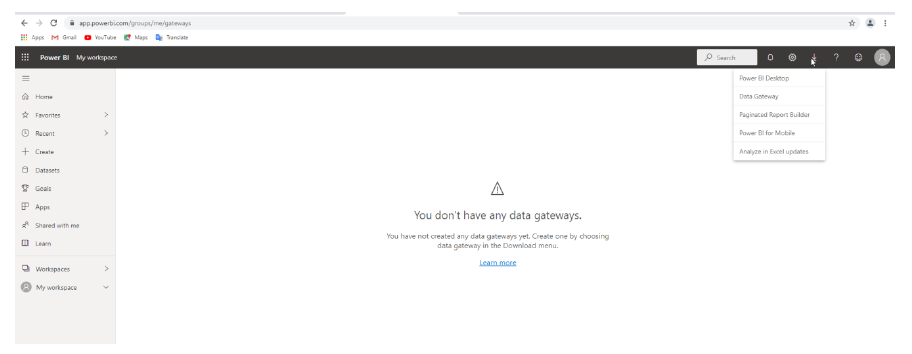 app.powerbi.com/groups/me/gateways
Apps Gmail YouTube Maps Translate
Power BI My workspace
Search
Power BI Desktop
Data Gateway
Paginated Report Builder
Power BI for Mobile
Analyze in Excel updates
Home
Favorites
Recent
Create
Datasets
Goals
Apps
Shared with me
Learn
Workspaces
My workspace
You don't have any data gateways.
You have not created any data gateways yet. Create one by choosing
data gateway in the Download menu.
Learn more